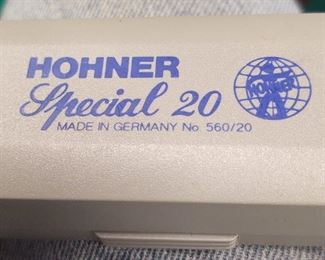 HOHNER
Special 20
MADE IN GERMANY No 560/20
HOHNER